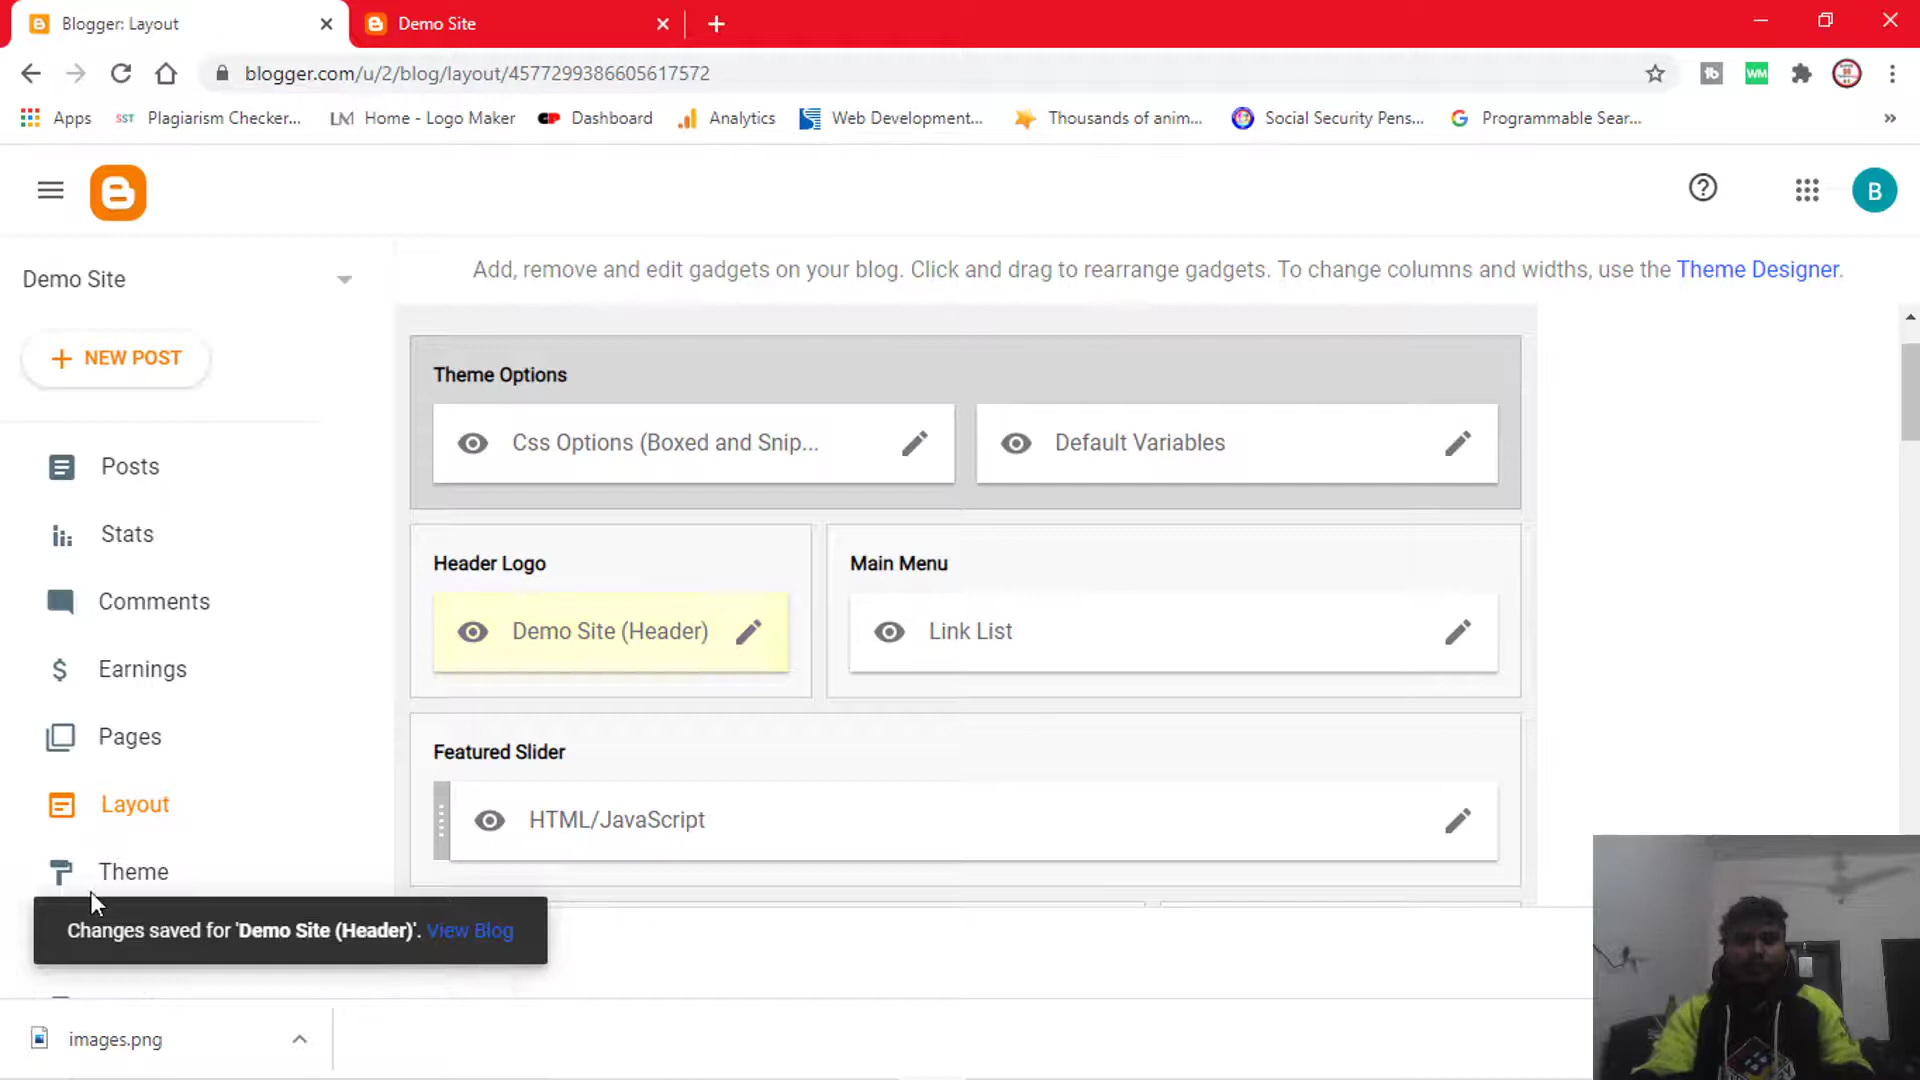 Blogger: Layout
Demo Site
blogger.com/u/2/blog/layout/4577299386605617572
Apps
SST Plagiarism Checker...
LM Home - Logo Maker
Dashboard
Analytics
Web Development...
Thousands of anim...
Social Security Pens...
Programmable Sear...
»
tb
WM
B
Demo Site
Add, remove and edit gadgets on your blog. Click and drag to rearrange gadgets. To change columns and widths, use the Theme Designer.
+ NEW POST
Posts
Stats
Comments
Earnings
Pages
Layout
Theme
Theme Options
Css Options (Boxed and Snip...
Default Variables
Header Logo
Demo Site (Header)
Main Menu
Link List
Featured Slider
HTML/JavaScript
Changes saved for 'Demo Site (Header)'. View Blog
images.png